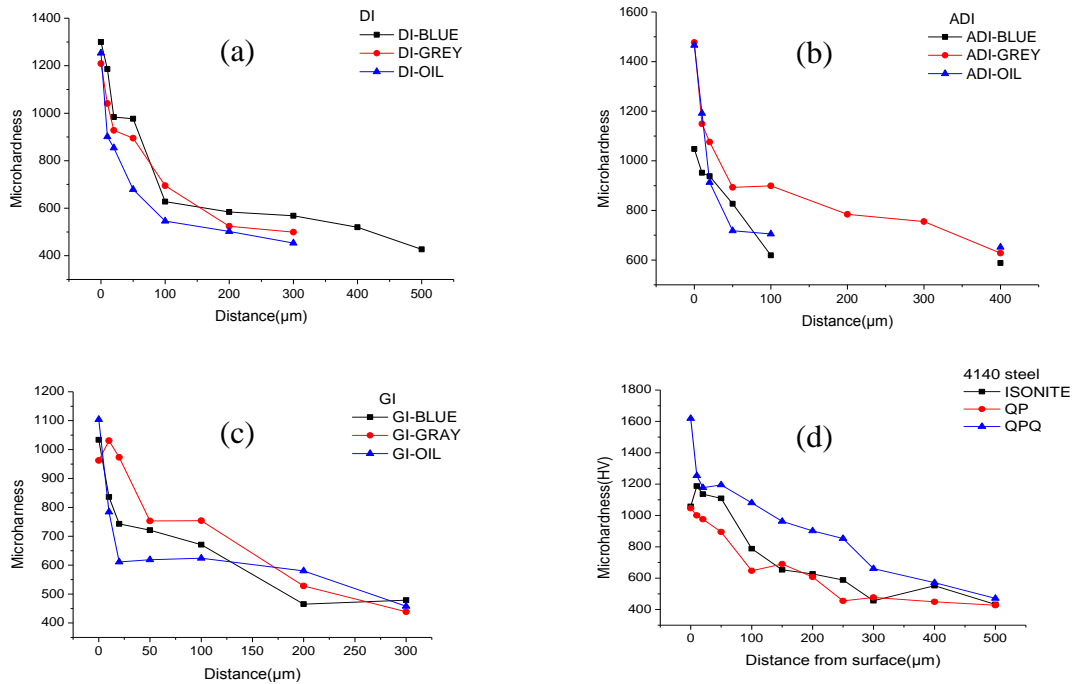 DI
DI-BLUE
DI-GREY
DI-OIL
(a)
1400
1200
1000
800
600
400
Microhardness
0 100 200 300 400 500
Distance(µm)
ADI
ADI-BLUE
ADI-GREY
ADI-OIL
(b)
1600
1400
1200
1000
800
600
Microhardness
0 100 200 300 400
Distance(µm)
GI
GI-BLUE
GI-GRAY
GI-OIL
(c)
1200
1100
1000
900
800
700
600
500
400
Microharness
0 50 100 150 200 250 300
Distance(µm)
4140 steel
ISONITE
QP
QPQ
(d)
1800
1600
1400
1200
1000
800
600
400
Microhardness(HV)
0 100 200 300 400 500
Distance from surface(µm)